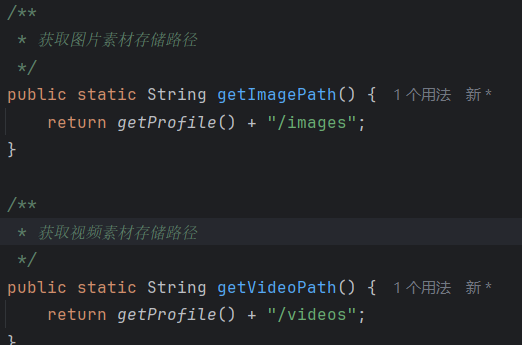 /**
 * 获取图片素材存储路径
 */
public static String getImagePath() { 1个用法 新 *
    return getProfile() + "/images";
}
/**
 * 获取视频素材存储路径
 */
public static String getVideoPath() { 1个用法 新 *
    return getProfile() + "/videos";
}